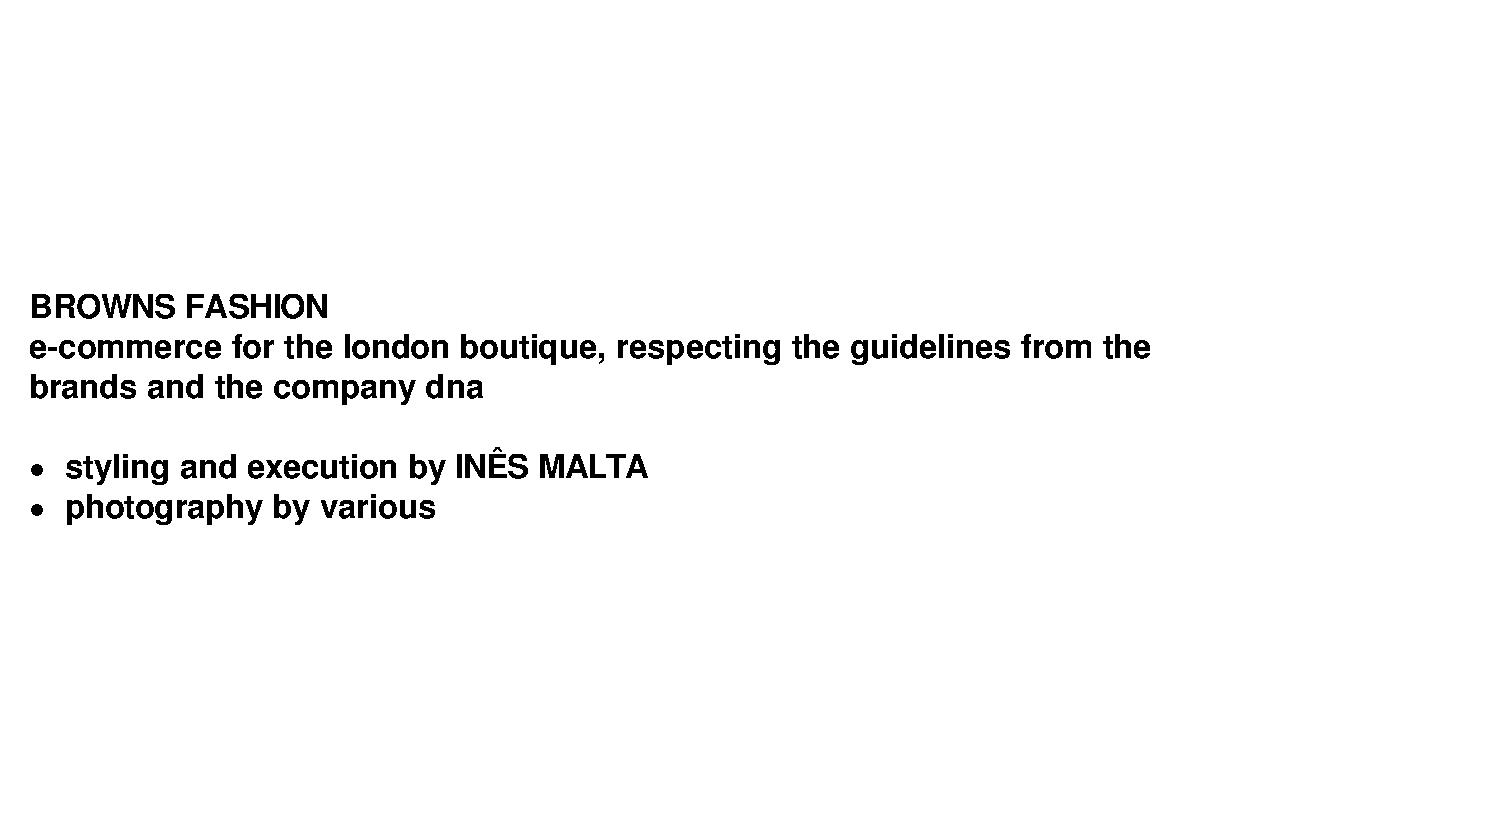 BROWNS FASHION
e-commerce for the london boutique, respecting the guidelines from the
brands and the company dna
• styling and execution by INÊS MALTA
• photography by various